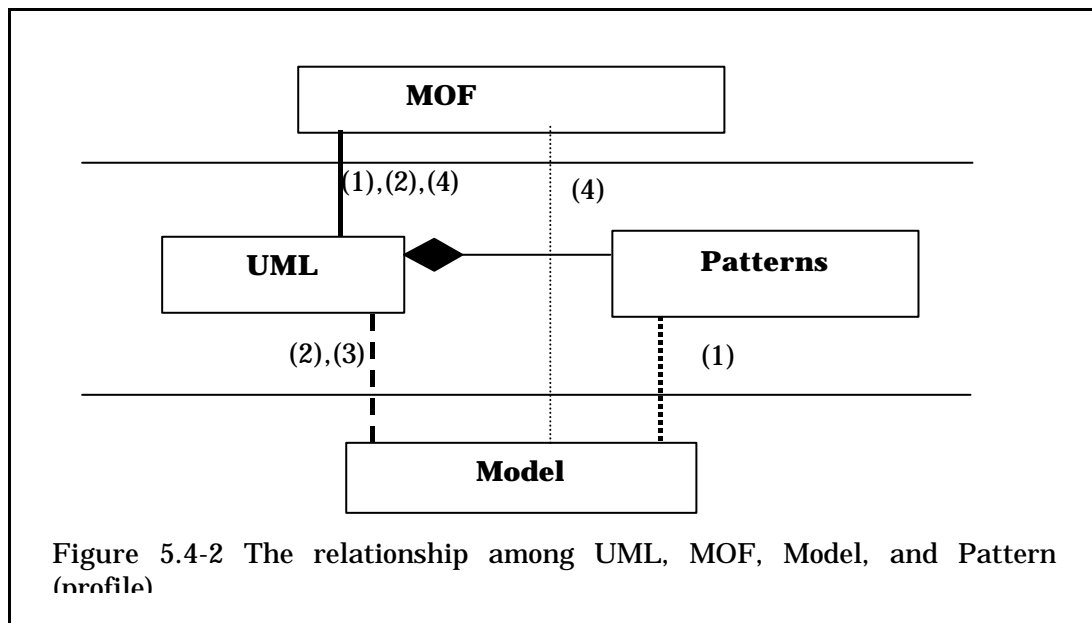 MOF
(1),(2),(4)
(4)
UML
Patterns
(2),(3)
(1)
Model
Figure 5.4-2 The relationship among UML, MOF, Model, and Pattern
(profile)